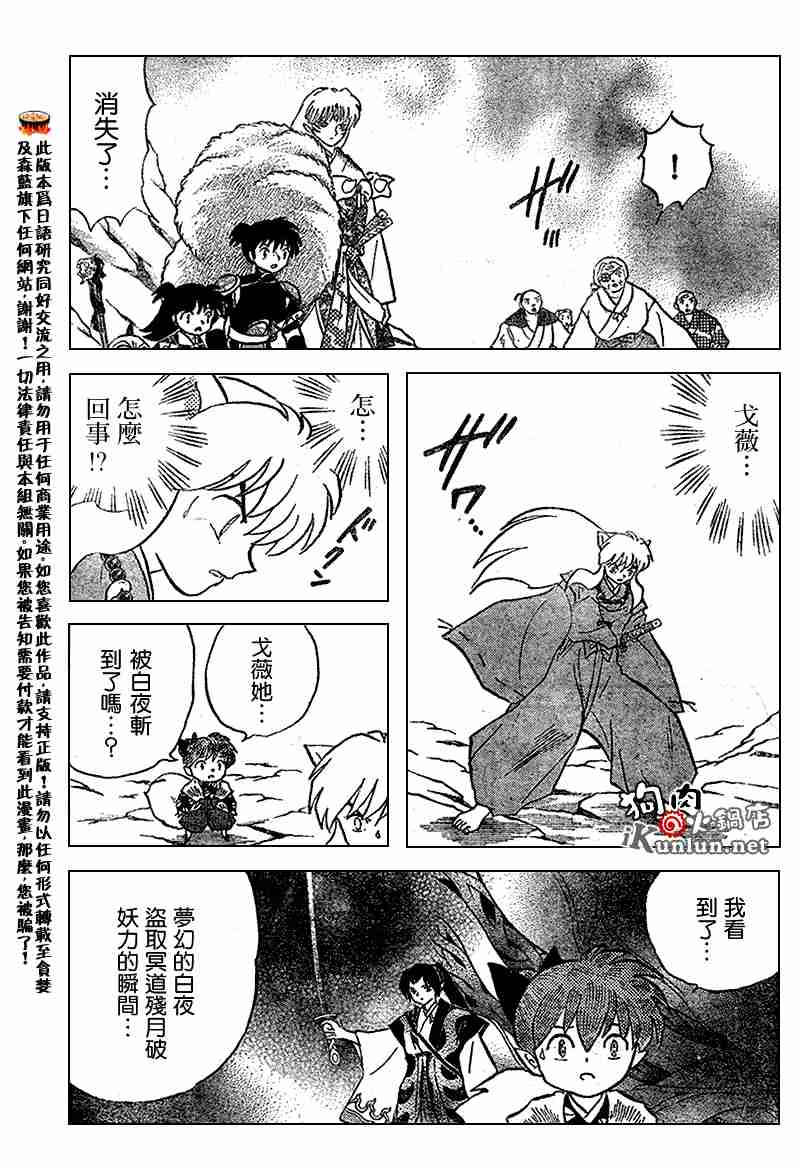 ！
消失了…
戈薇…
怎…
怎麼
回事!?
戈薇她…
被白夜斬
到了嗎…？
我看
到了…
夢幻的白夜
盜取冥道殘月破
妖力的瞬間…
狗肉火鍋店
iKunlun.net
此版本爲日語研究同好交流之用，請勿用于任何商業用途。如您喜歡此作品，請支持正版！請勿以任何形式轉載至貪婪
及森藍旗下任何網站，謝謝！一切法律責任與本組無關。如果您被告知需要付款才能看到此漫畫，那麼，您被騙了！